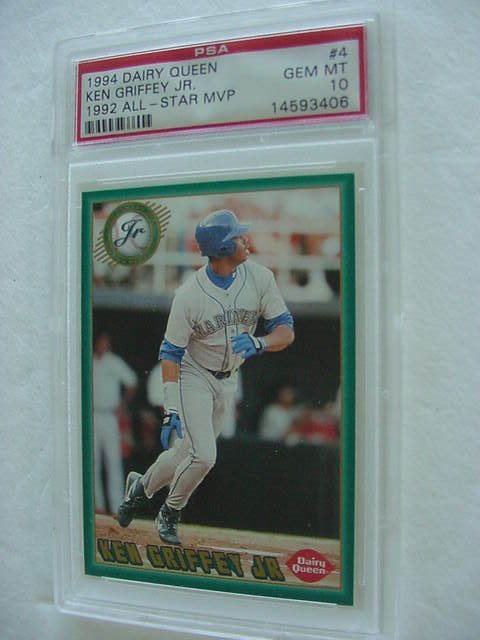 PSA
1994 DAIRY QUEEN #4
KEN GRIFFEY JR. GEM MT
1992 ALL-STAR MVP 10
14593406
Jr
MARINERS
KEN GRIFFEY JR
Dairy
Queen